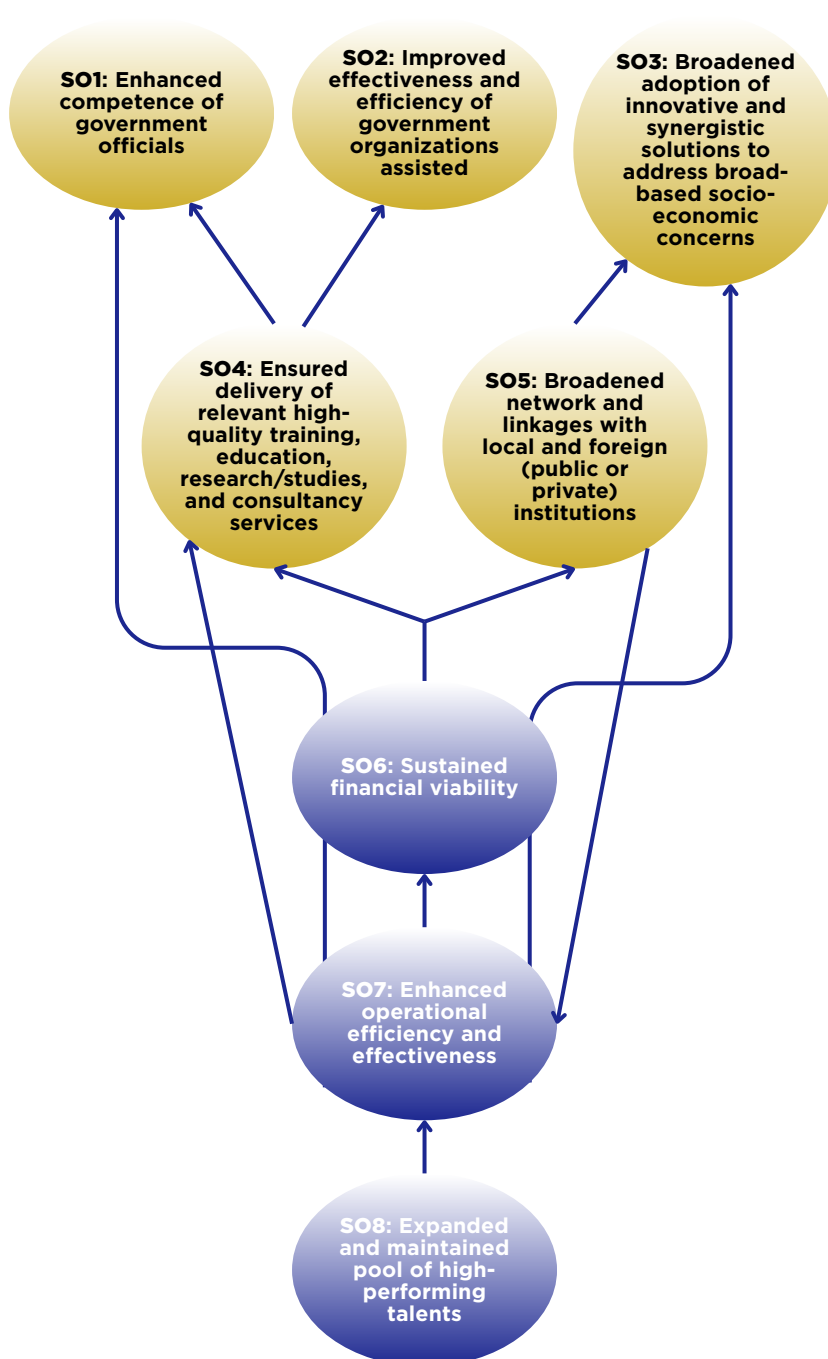 SO1: Enhanced
competence of
government
officials
SO2: Improved
effectiveness and
efficiency of
government
organizations
assisted
SO3: Broadened
adoption of
innovative and
synergistic
solutions to
address broad-
based socio-
economic
concerns
SO4: Ensured
delivery of
relevant high-
quality training,
education,
research/studies,
and consultancy
services
SO5: Broadened
network and
linkages with
local and foreign
(public or
private)
institutions
SO6: Sustained
financial viability
SO7: Enhanced
operational
efficiency and
effectiveness
SO8: Expanded
and maintained
pool of high-
performing
talents